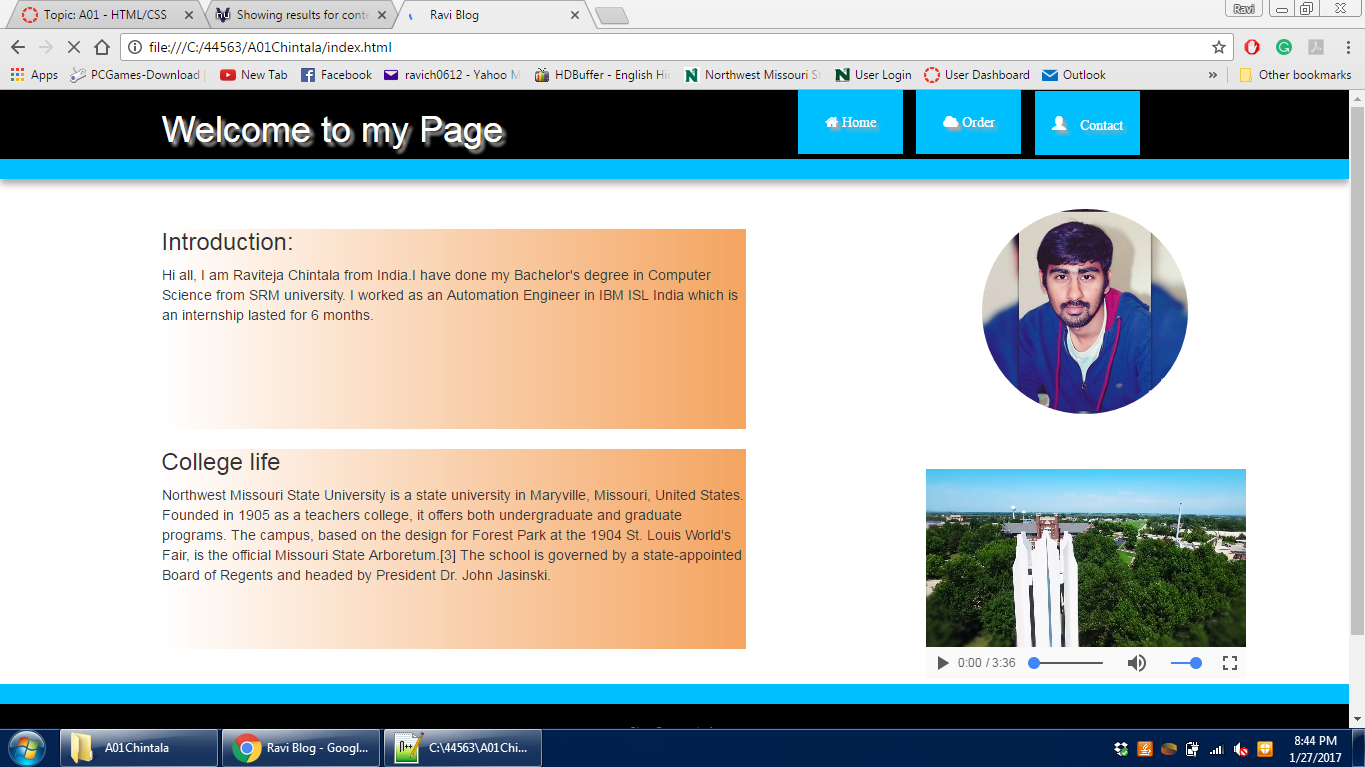 Topic: A01 - HTML/CSS
Showing results for conte
Ravi Blog
Ravi
file:///C:/44563/A01Chintala/index.html
Apps
PCGames-Download
New Tab
Facebook
ravich0612 - Yahoo M
HDBuffer - English Hi
Northwest Missouri St
User Login
User Dashboard
Outlook
»
Other bookmarks
Welcome to my Page
Home
Order
Contact
Introduction:
Hi all, I am Raviteja Chintala from India.I have done my Bachelor's degree in Computer
Science from SRM university. I worked as an Automation Engineer in IBM ISL India which is
an internship lasted for 6 months.
College life
Northwest Missouri State University is a state university in Maryville, Missouri, United States.
Founded in 1905 as a teachers college, it offers both undergraduate and graduate
programs. The campus, based on the design for Forest Park at the 1904 St. Louis World's
Fair, is the official Missouri State Arboretum.[3] The school is governed by a state-appointed
Board of Regents and headed by President Dr. John Jasinski.
0:00 / 3:36
A01Chintala
Ravi Blog - Googl...
C:\44563\A01Chi...
8:44 PM
1/27/2017